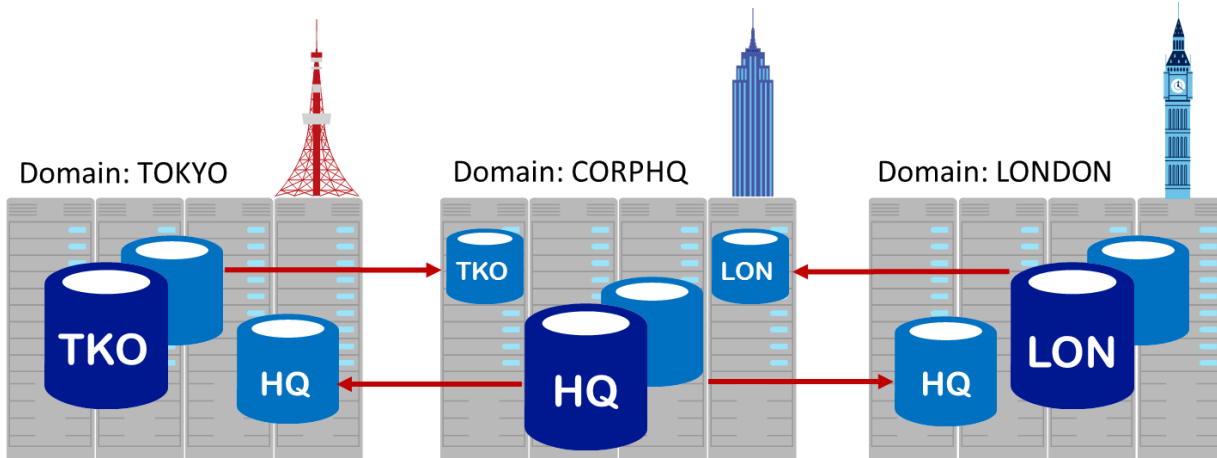 Domain: TOKYO
Domain: CORPHQ
Domain: LONDON
TKO
HQ
TKO
HQ
LON
HQ
LON